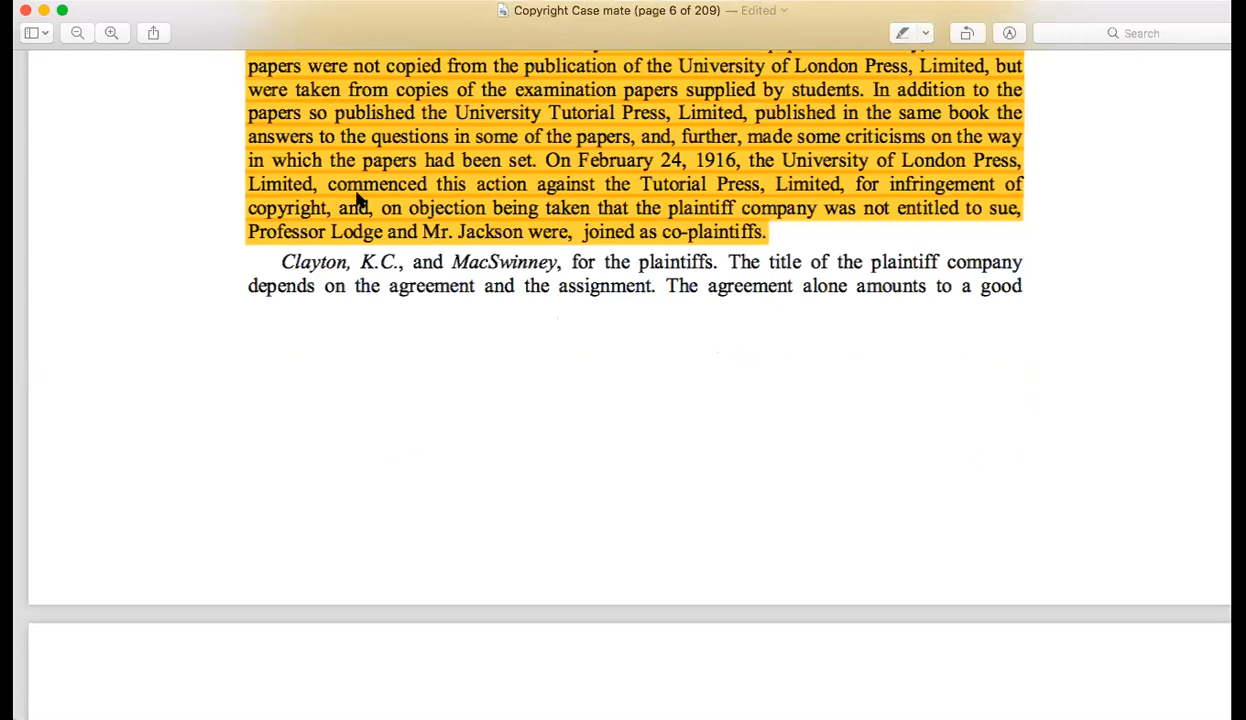 Copyright Case mate (page 6 of 209) — Edited
Search
papers were not copied from the publication of the University of London Press, Limited, but
were taken from copies of the examination papers supplied by students. In addition to the
papers so published the University Tutorial Press, Limited, published in the same book the
answers to the questions in some of the papers, and, further, made some criticisms on the way
in which the papers had been set. On February 24, 1916, the University of London Press,
Limited, commenced this action against the Tutorial Press, Limited, for infringement of
copyright, and, on objection being taken that the plaintiff company was not entitled to sue,
Professor Lodge and Mr. Jackson were, joined as co-plaintiffs.
Clayton, K.C., and MacSwinney, for the plaintiffs. The title of the plaintiff company
depends on the agreement and the assignment. The agreement alone amounts to a good